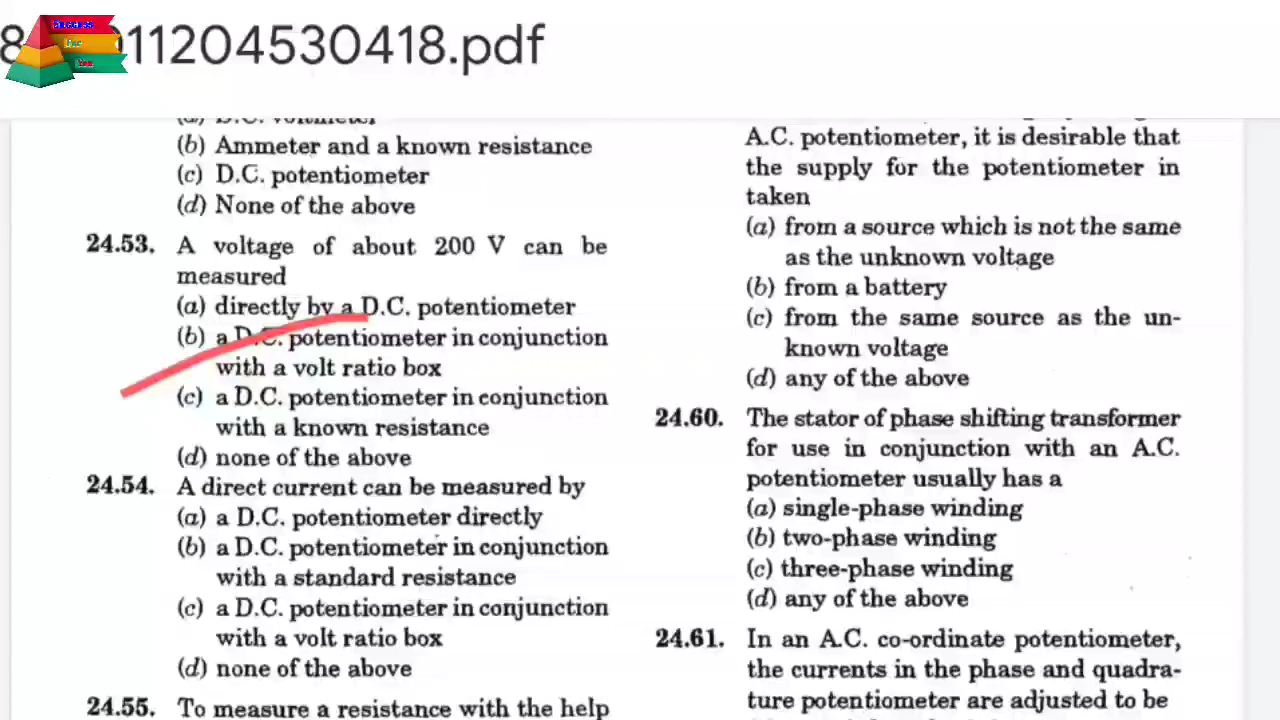 8
011204530418.pdf
Success
For
You
(a) D.C. voltmeter
(b) Ammeter and a known resistance
(c) D.C. potentiometer
(d) None of the above
24.53. A voltage of about 200 V can be
measured
(a) directly by a D.C. potentiometer
(b) a D.C. potentiometer in conjunction
with a volt ratio box
(c) a D.C. potentiometer in conjunction
with a known resistance
(d) none of the above
24.54. A direct current can be measured by
(a) a D.C. potentiometer directly
(b) a D.C. potentiometer in conjunction
with a standard resistance
(c) a D.C. potentiometer in conjunction
with a volt ratio box
(d) none of the above
24.55. To measure a resistance with the help
A.C. potentiometer, it is desirable that
the supply for the potentiometer in
taken
(a) from a source which is not the same
as the unknown voltage
(b) from a battery
(c) from the same source as the un-
known voltage
(d) any of the above
24.60. The stator of phase shifting transformer
for use in conjunction with an A.C.
potentiometer usually has a
(a) single-phase winding
(b) two-phase winding
(c) three-phase winding
(d) any of the above
24.61. In an A.C. co-ordinate potentiometer,
the currents in the phase and quadra-
ture potentiometer are adjusted to be